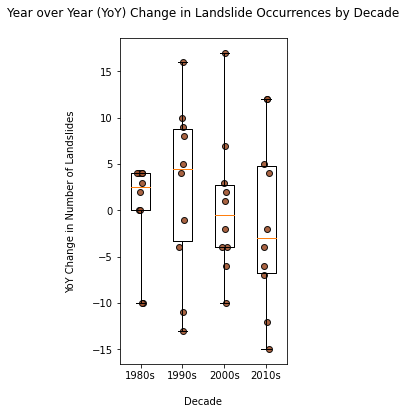 Year over Year (YoY) Change in Landslide Occurrences by Decade
YoY Change in Number of Landslides
15
10
5
0
−5
−10
−15
1980s 1990s 2000s 2010s
Decade